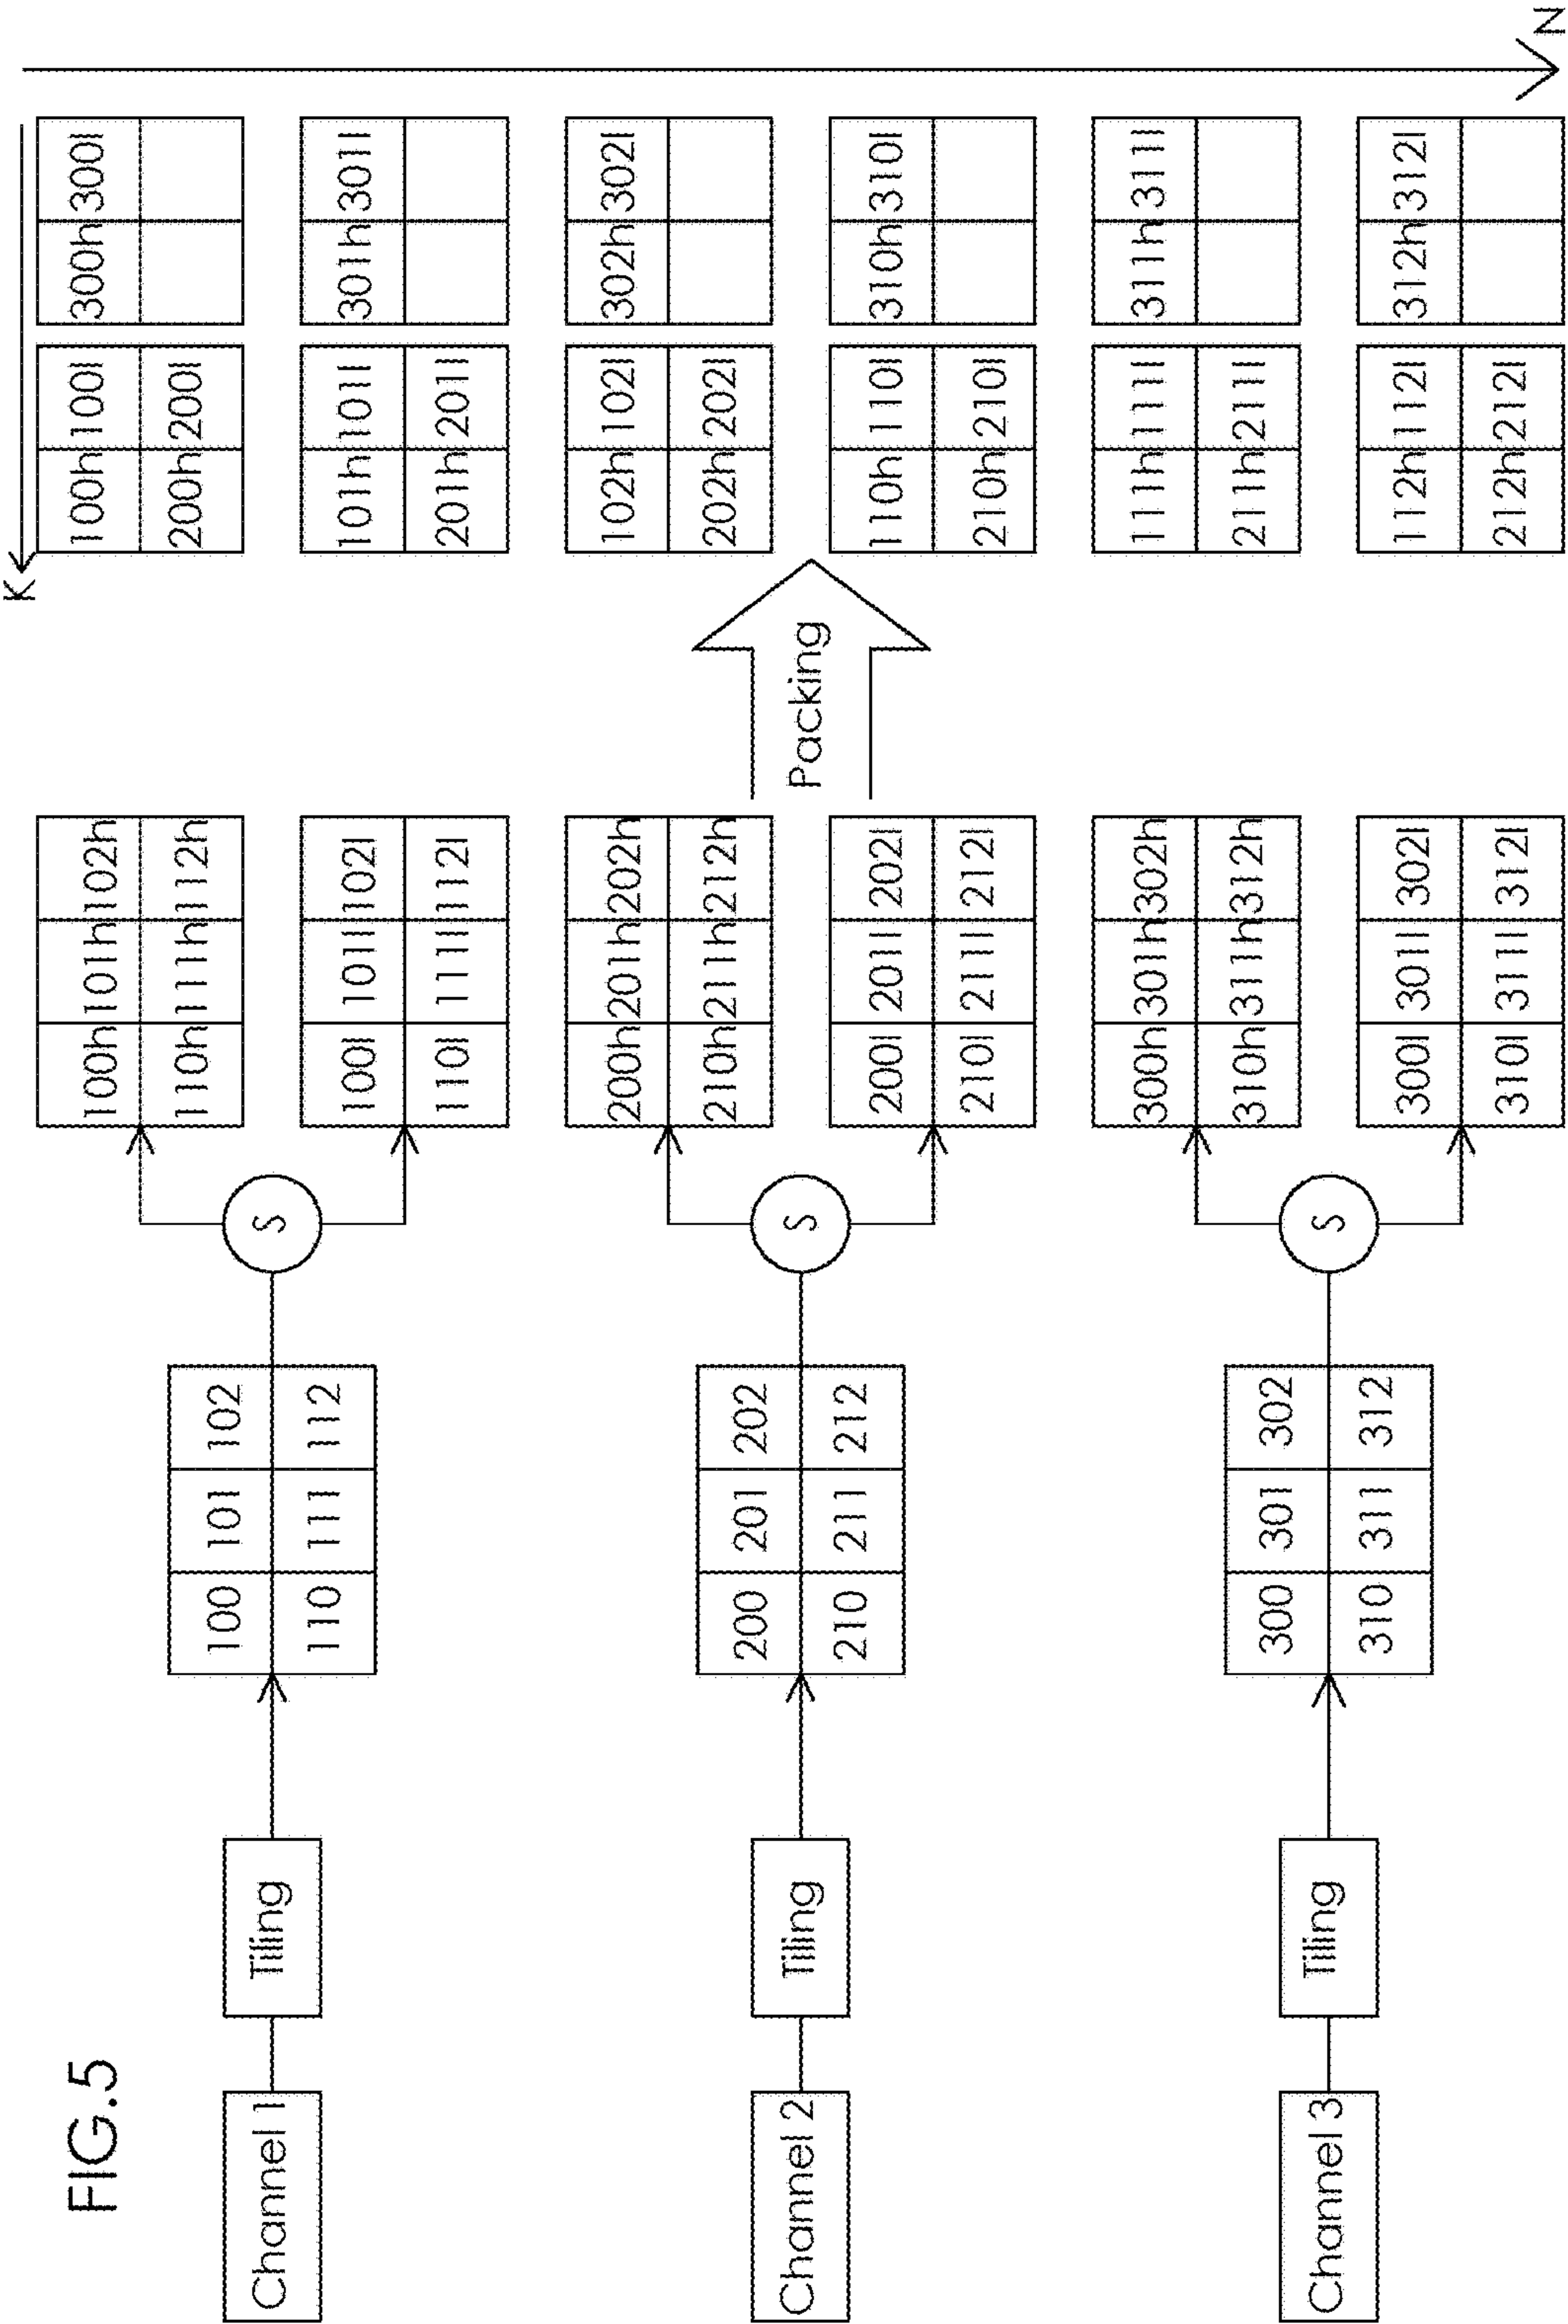 FIG.5
Channel 1
Tiling
100 101 102
110 111 112
S
100h 101h 102h
110h 111h 112h
100l 101l 102l
110l 111l 112l
Channel 2
Tiling
200 201 202
210 211 212
S
200h 201h 202h
210h 211h 212h
200l 201l 202l
210l 211l 212l
Channel 3
Tiling
300 301 302
310 311 312
S
300h 301h 302h
310h 311h 312h
300l 301l 302l
310l 311l 312l
Packing
K
100h 100l 300h 300l
200h 200l
101h 101l 301h 301l
201h 201l
102h 102l 302h 302l
202h 202l
110h 110l 310h 310l
210h 210l
111h 111l 311h 311l
211h 211l
112h 112l 312h 312l
212h 212l
N